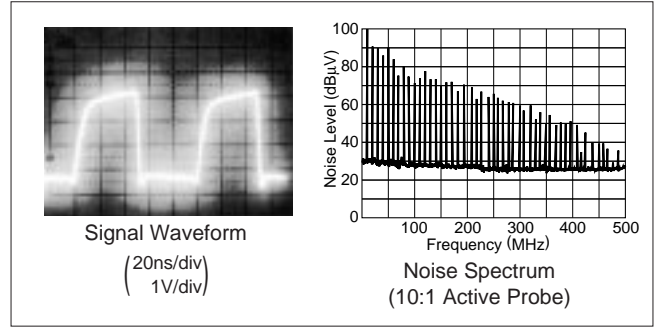 Signal Waveform
(20ns/div
1V/div)
Noise Level (dBµV)
100
80
60
40
20
0
100
200
300
400
500
Frequency (MHz)
Noise Spectrum
(10:1 Active Probe)